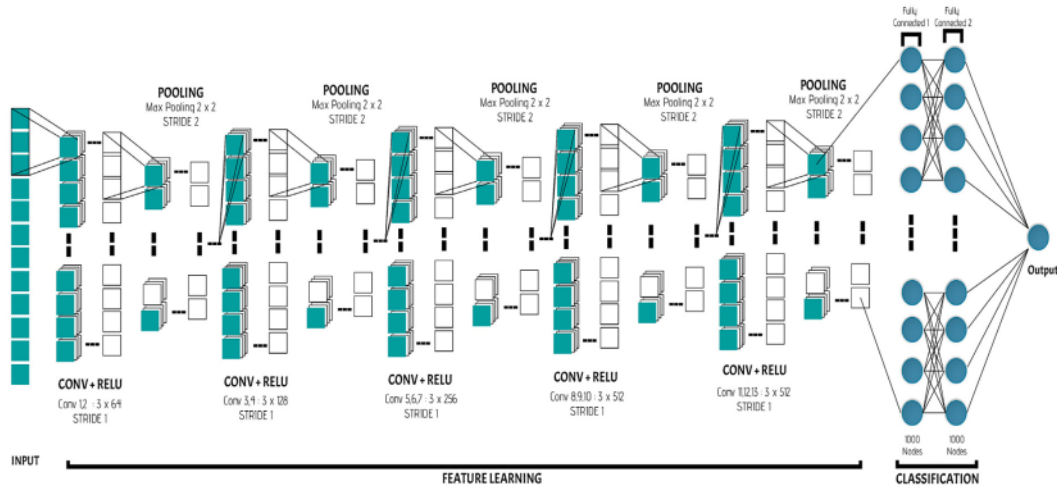 Fully
Connected 1
Fully
Connected 2
POOLING
Max Pooling 2 x 2
STRIDE 2
POOLING
Max Pooling 2 x 2
STRIDE 2
POOLING
Max Pooling 2 x 2
STRIDE 2
POOLING
Max Pooling 2 x 2
STRIDE 2
POOLING
Max Pooling 2 x 2
STRIDE 2
Output
CONV + RELU
Conv 1,2 : 3 x 64
STRIDE 1
CONV + RELU
Conv 3,4 : 3 x 128
STRIDE 1
CONV + RELU
Conv 5,6,7 : 3 x 256
STRIDE 1
CONV + RELU
Conv 8,9,10 : 3 x 512
STRIDE 1
CONV + RELU
Conv 11,12,13 : 3 x 512
STRIDE 1
1000
Nodes
1000
Nodes
INPUT
FEATURE LEARNING
CLASSIFICATION